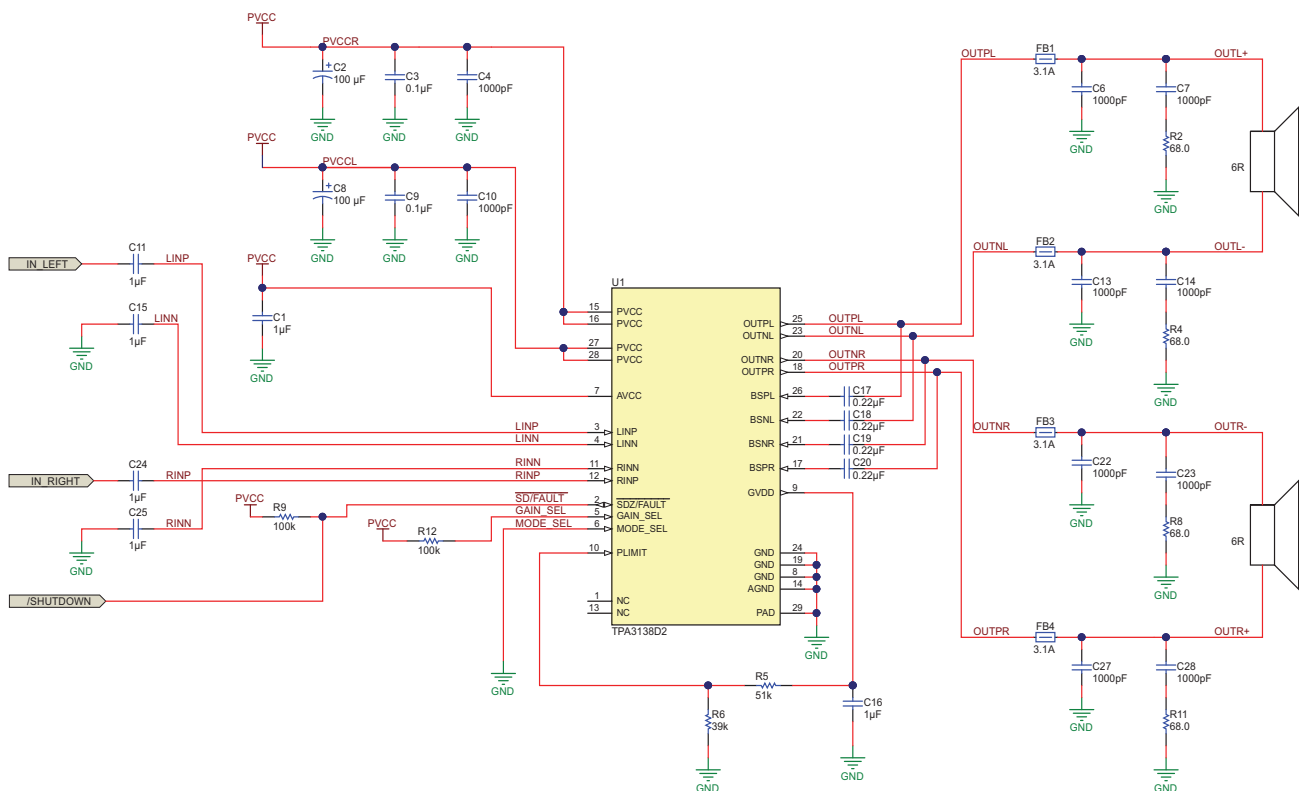 PVCC
PVCCR
C2
100 µF
C3
0.1µF
C4
1000pF
GND
GND
GND
PVCC
PVCCL
C8
100 µF
C9
0.1µF
C10
1000pF
GND
GND
GND
IN_LEFT
C11
1µF
LINP
C15
1µF
LINN
GND
PVCC
C1
1µF
GND
IN_RIGHT
C24
1µF
RINP
C25
1µF
RINN
GND
PVCC
R9
100k
PVCC
R12
100k
/SHUTDOWN
LINP
LINN
RINN
RINP
SD/FAULT
GAIN_SEL
MODE_SEL
GND
U1
15 PVCC
16 PVCC
27 PVCC
28 PVCC
7 AVCC
3 LINP
4 LINN
11 RINN
12 RINP
2 SDZ/FAULT
5 GAIN_SEL
6 MODE_SEL
10 PLIMIT
1 NC
13 NC
OUTPL 25 OUTPL
OUTNL 23 OUTNL
OUTNR 20 OUTNR
OUTPR 18 OUTPR
BSPL 26
BSNL 22
BSNR 21
BSPR 17
GVDD 9
GND 24
GND 19
GND 8
AGND 14
PAD 29
TPA3138D2
C17
0.22µF
C18
0.22µF
C19
0.22µF
C20
0.22µF
GND
R5
51k
R6
39k
C16
1µF
GND
GND
OUTPL
FB1
3.1A
OUTL+
C6
1000pF
C7
1000pF
R2
68.0
GND
GND
6R
OUTNL
FB2
3.1A
OUTL-
C13
1000pF
C14
1000pF
R4
68.0
GND
GND
OUTNR
FB3
3.1A
OUTR-
C22
1000pF
C23
1000pF
R8
68.0
GND
GND
6R
OUTPR
FB4
3.1A
OUTR+
C27
1000pF
C28
1000pF
R11
68.0
GND
GND